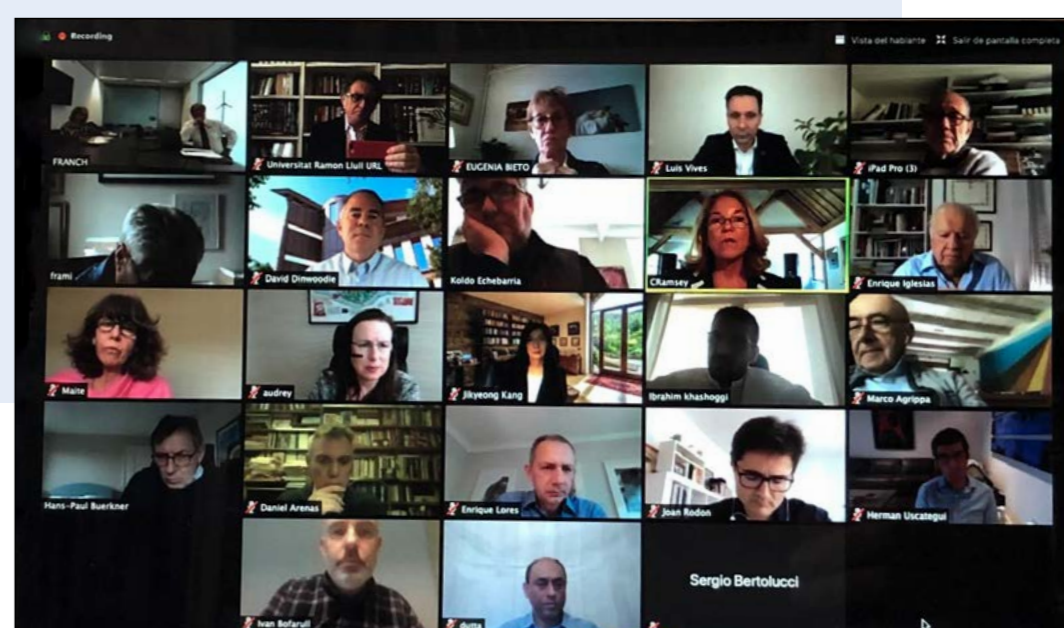 Recording
Vista del hablante
Salir de pantalla completa
FRANCH
Universitat Ramon Llull URL
EUGENIA BIETO
Luis Vives
iPad Pro (3)
frami
David Dinwoodie
Koldo Echebarria
CRamsey
Enrique Iglesias
Maite
audrey
Jikyeong Kang
Ibrahim khashoggi
Marco Agrippa
Hans-Paul Buerkner
Daniel Arenas
Enrique Lores
Joan Rodon
Herman Uscategui
Ivan Bofarull
dutta
Sergio Bertolucci